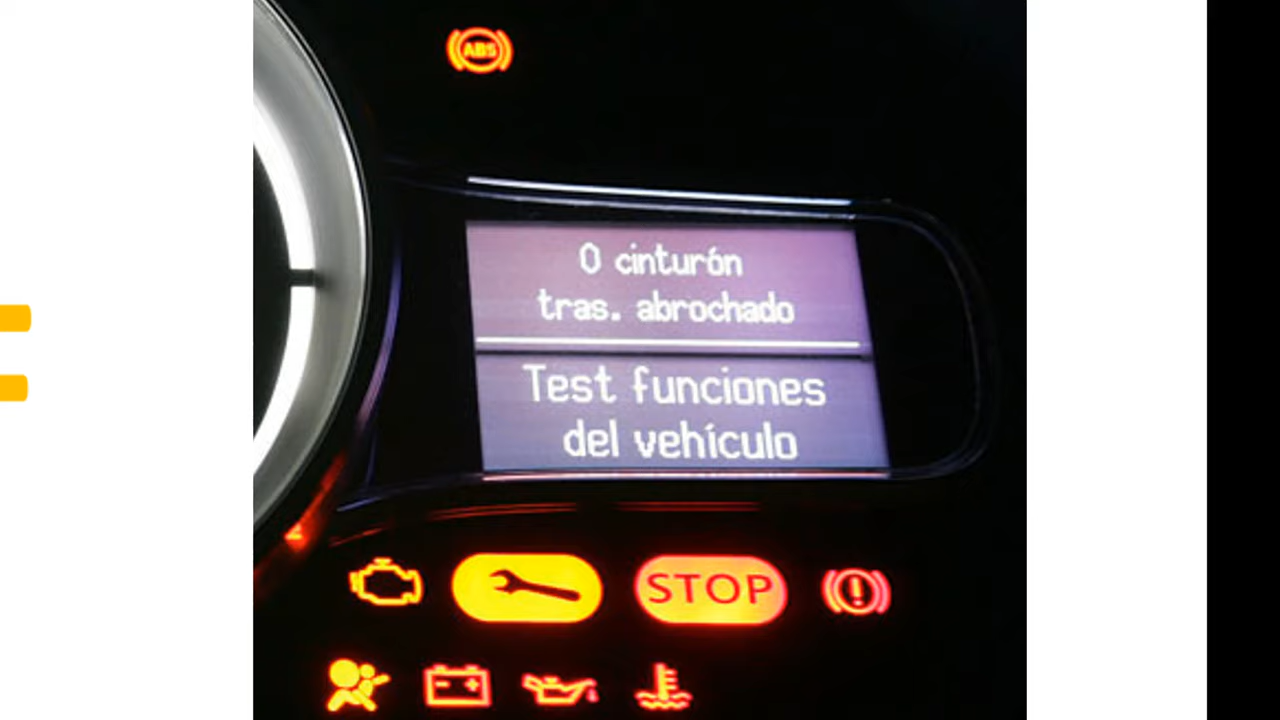 ABS
0 cinturón
tras. abrochado
Test funciones
del vehículo
STOP